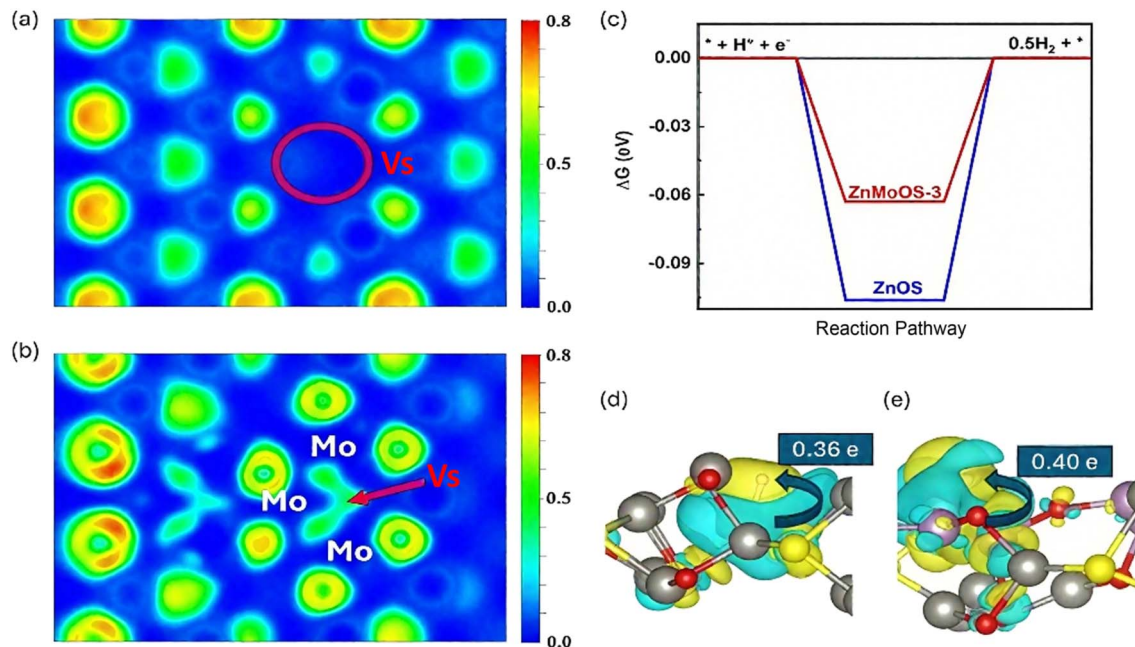 (a)
Vs
0.8
0.5
0.0
(b)
Mo
Mo
Mo
Vs
0.8
0.5
0.0
(c)
* + H⁺ + e⁻
0.5H₂ + *
0.00
-0.03
-0.06
-0.09
ΔG (eV)
ZnMoOS-3
ZnOS
Reaction Pathway
(d)
0.36 e
(e)
0.40 e